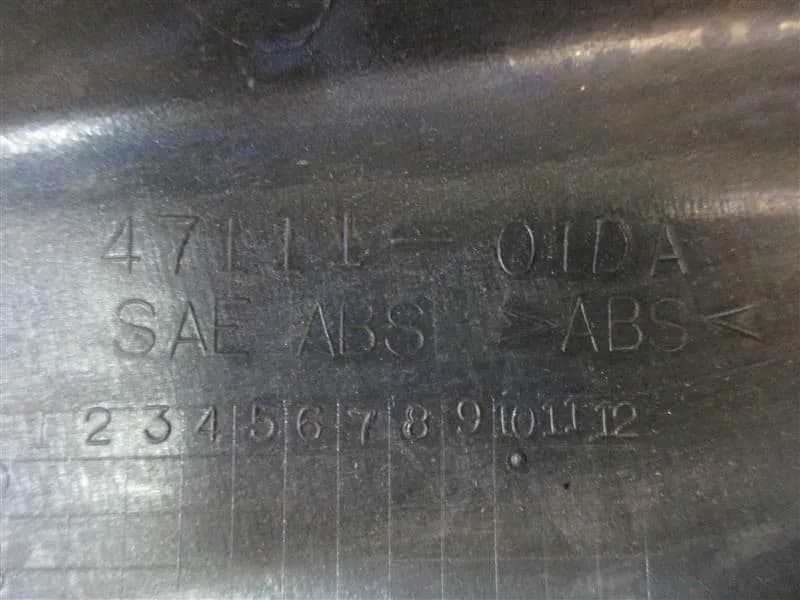 47111-01DA
SAE ABS >ABS<
1 2 3 4 5 6 7 8 9 10 11 12